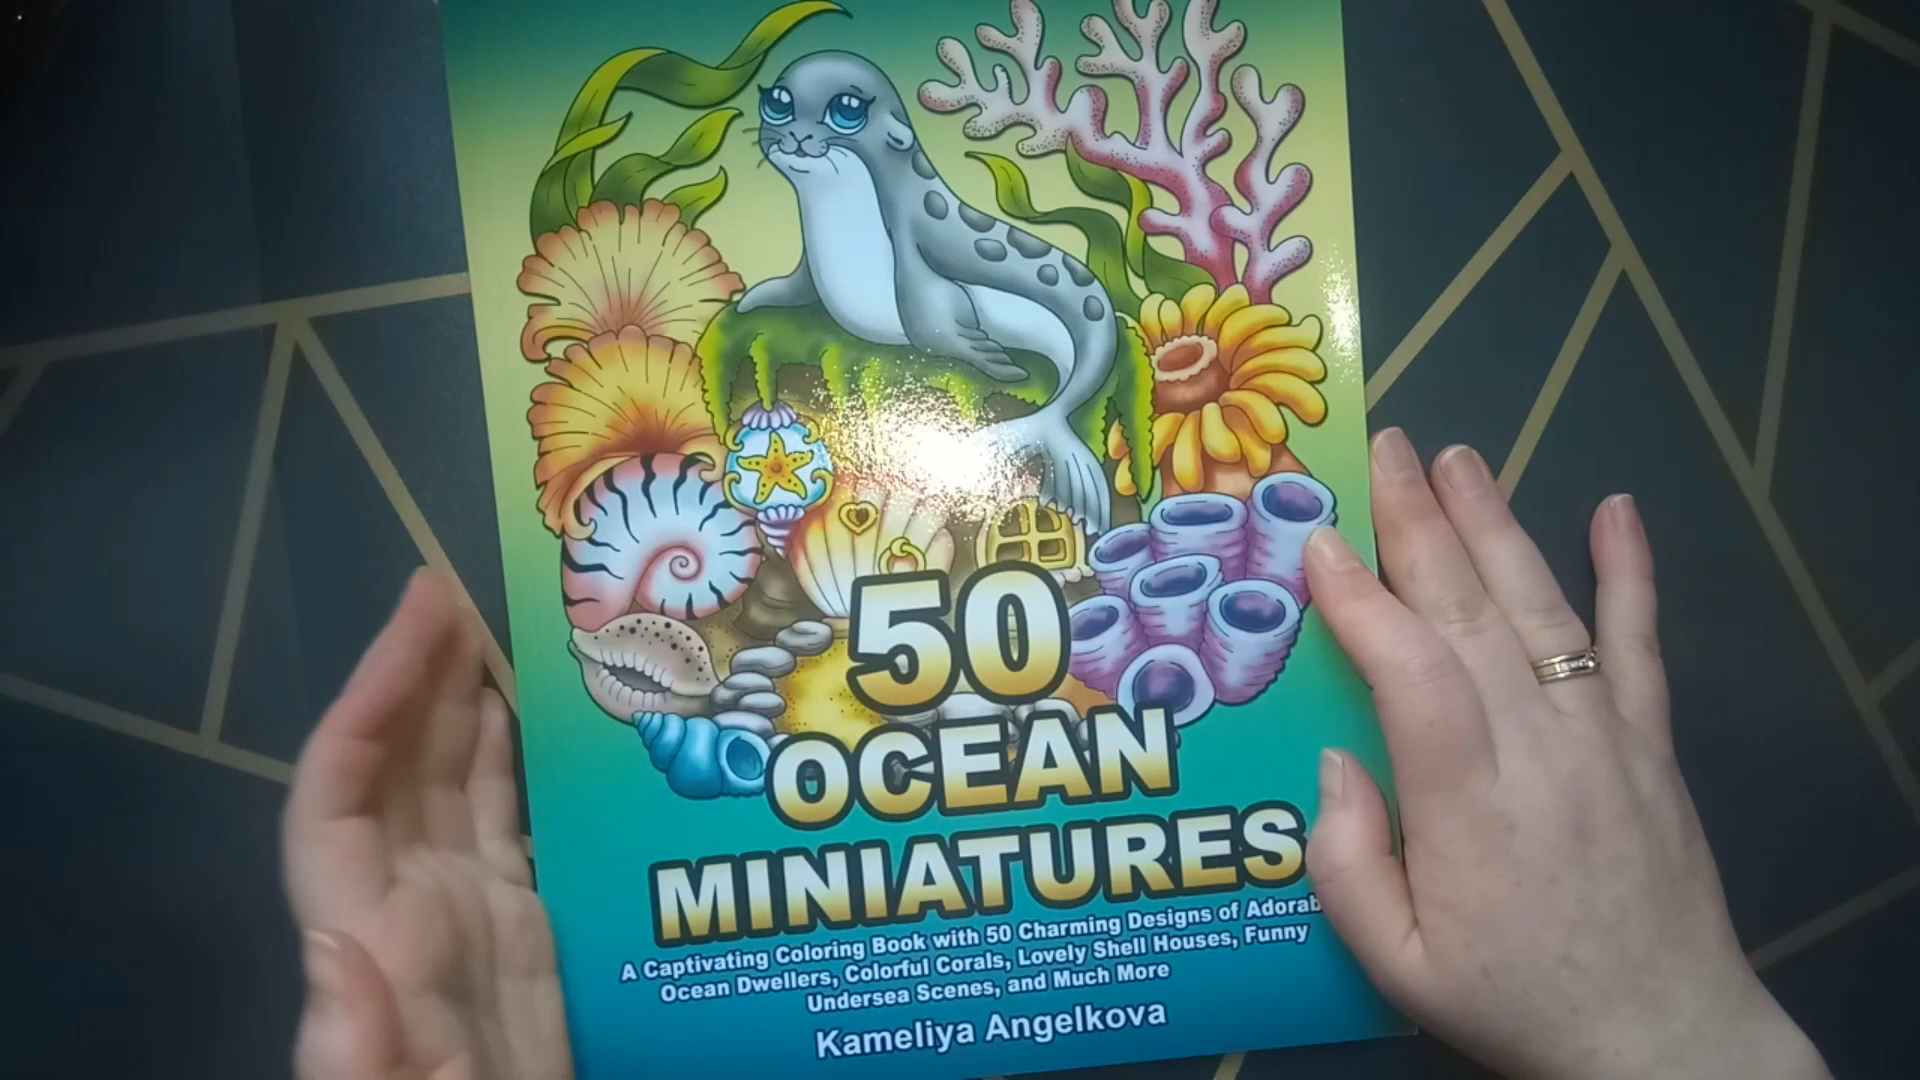 50
OCEAN
MINIATURES
A Captivating Coloring Book with 50 Charming Designs of
Ocean Dwellers, Colorful Corals, Lovely Shell Houses, Funny
Undersea Scenes, and Much More
Kameliya Angelkova